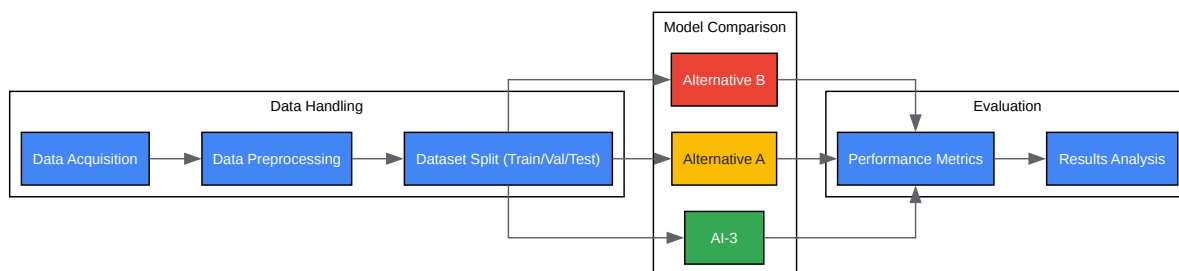 Model Comparison
Alternative B
Data Handling
Evaluation
Data Acquisition
Data Preprocessing
Dataset Split (Train/Val/Test)
Alternative A
Performance Metrics
Results Analysis
AI-3